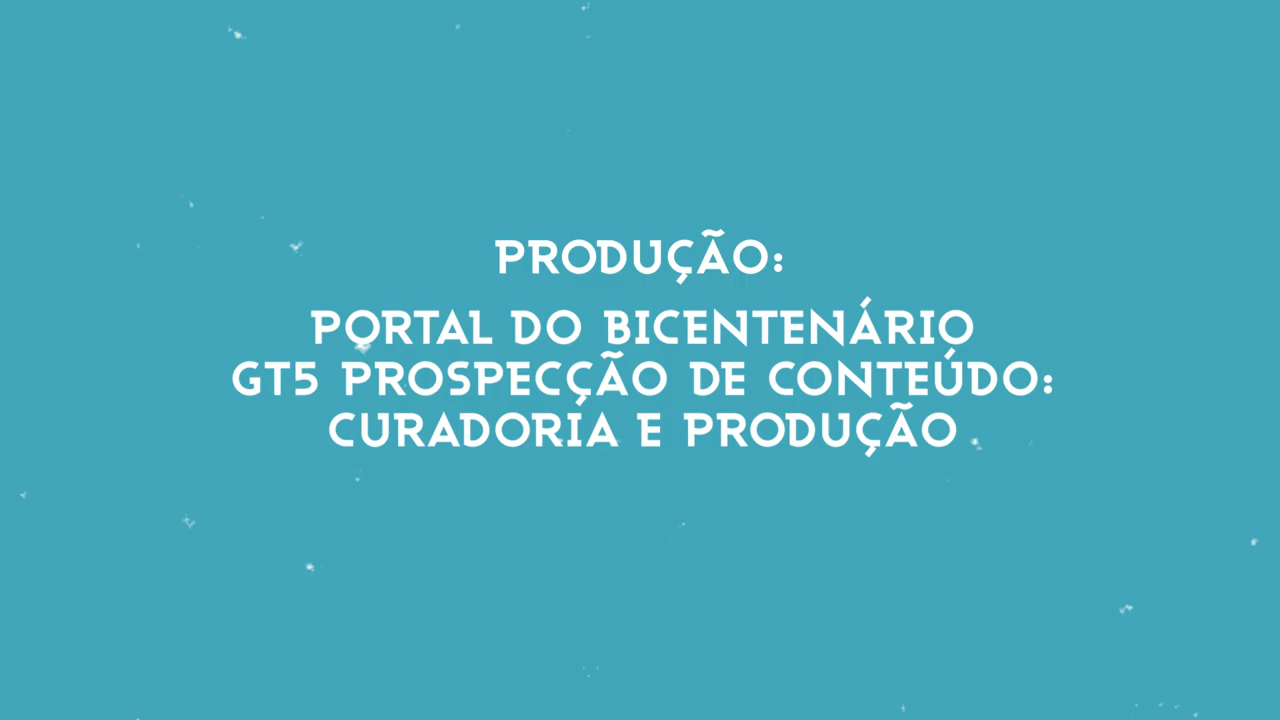 PRODUÇÃO:
PORTAL DO BICENTENÁRIO
GT5 PROSPECÇÃO DE CONTEÚDO:
CURADORIA E PRODUÇÃO